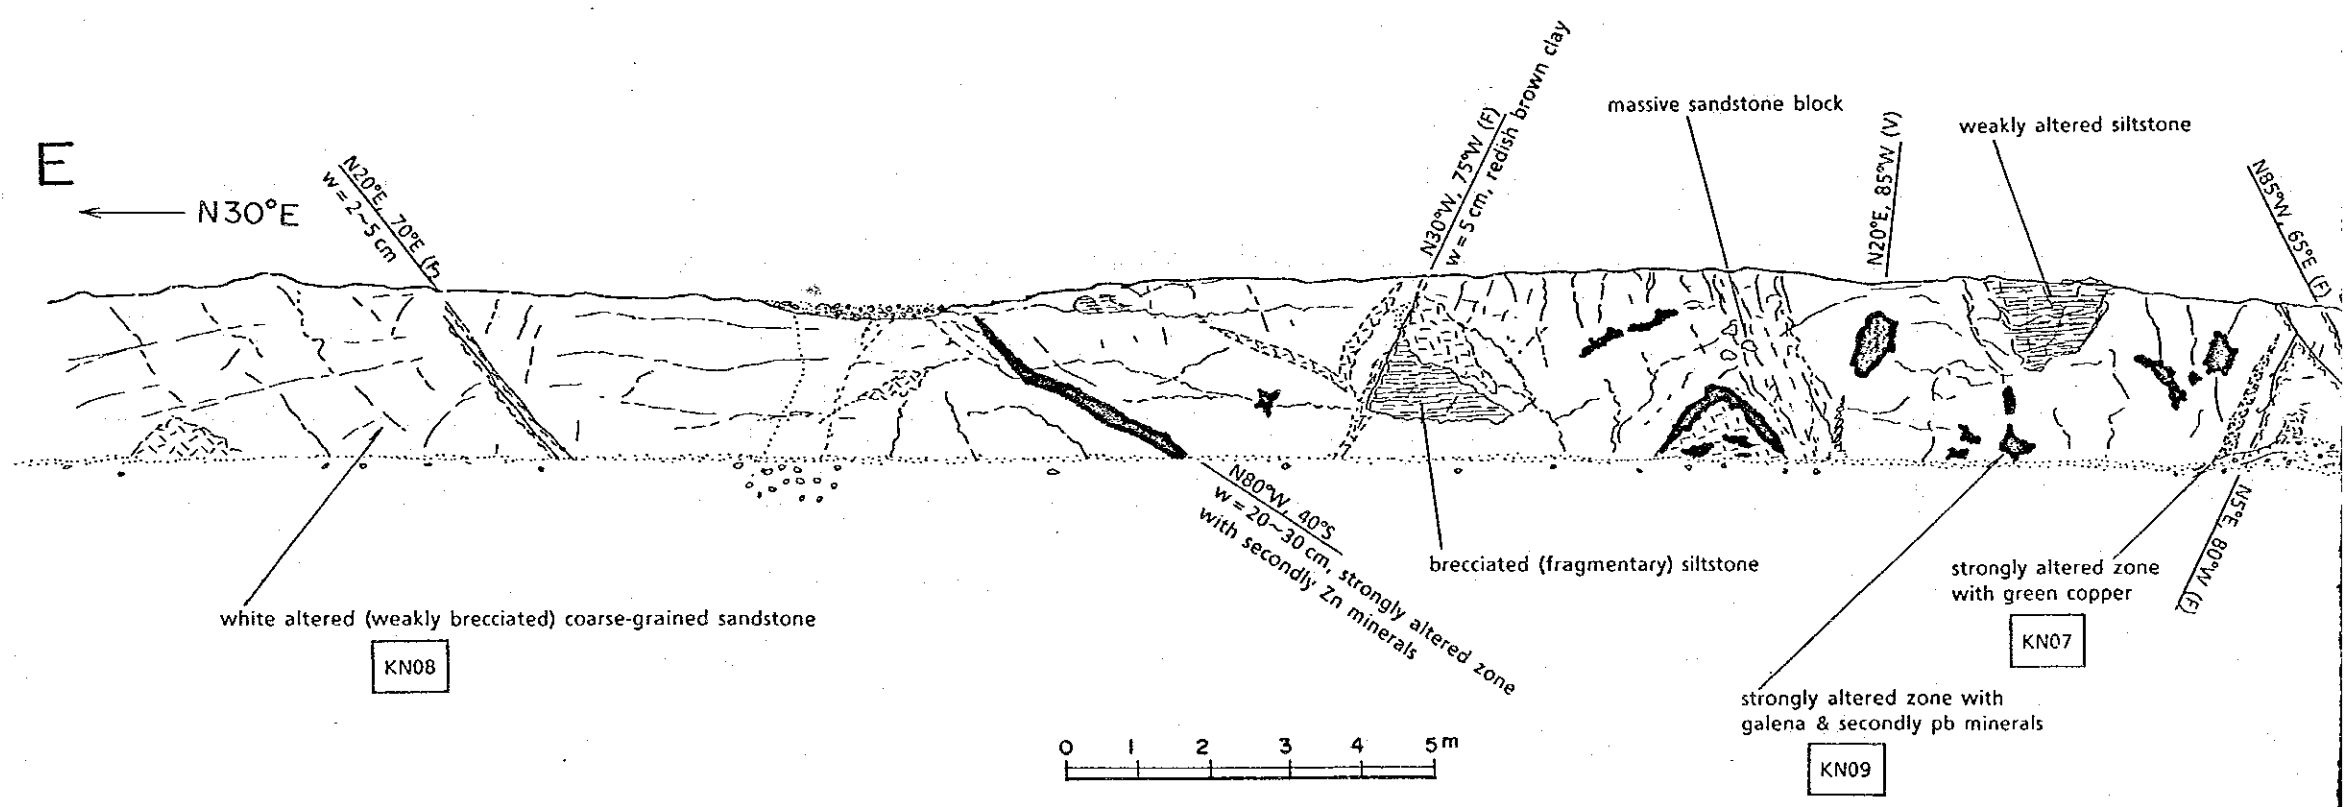 E
N30°E
N20°E, 70°E (F)
w = 2~5 cm
N30°W, 75°W (F)
w = 5 cm, redish brown clay
massive sandstone block
N20°E, 85°W (V)
weakly altered siltstone
N85°W, 65°E (F)
white altered (weakly brecciated) coarse-grained sandstone
KN08
N80°W, 40°S
w = 20~30 cm, strongly altered zone
with secondly Zn minerals
brecciated (fragmentary) siltstone
strongly altered zone
with green copper
KN07
N5°E, 80°W (F)
strongly altered zone with
galena & secondly pb minerals
KN09
0 1 2 3 4 5m